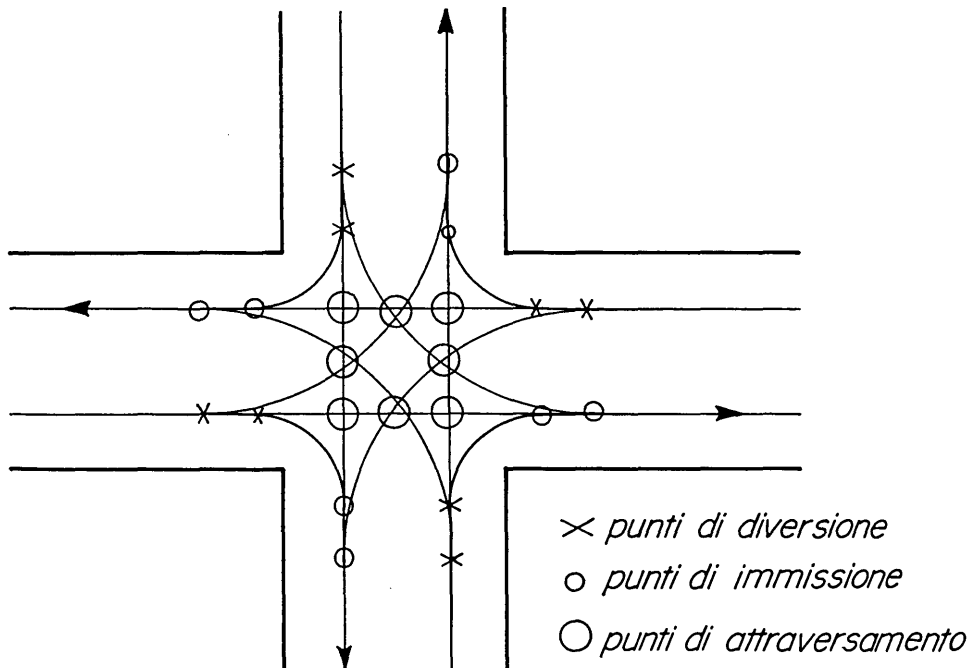 punti di diversione
punti di immissione
punti di attraversamento